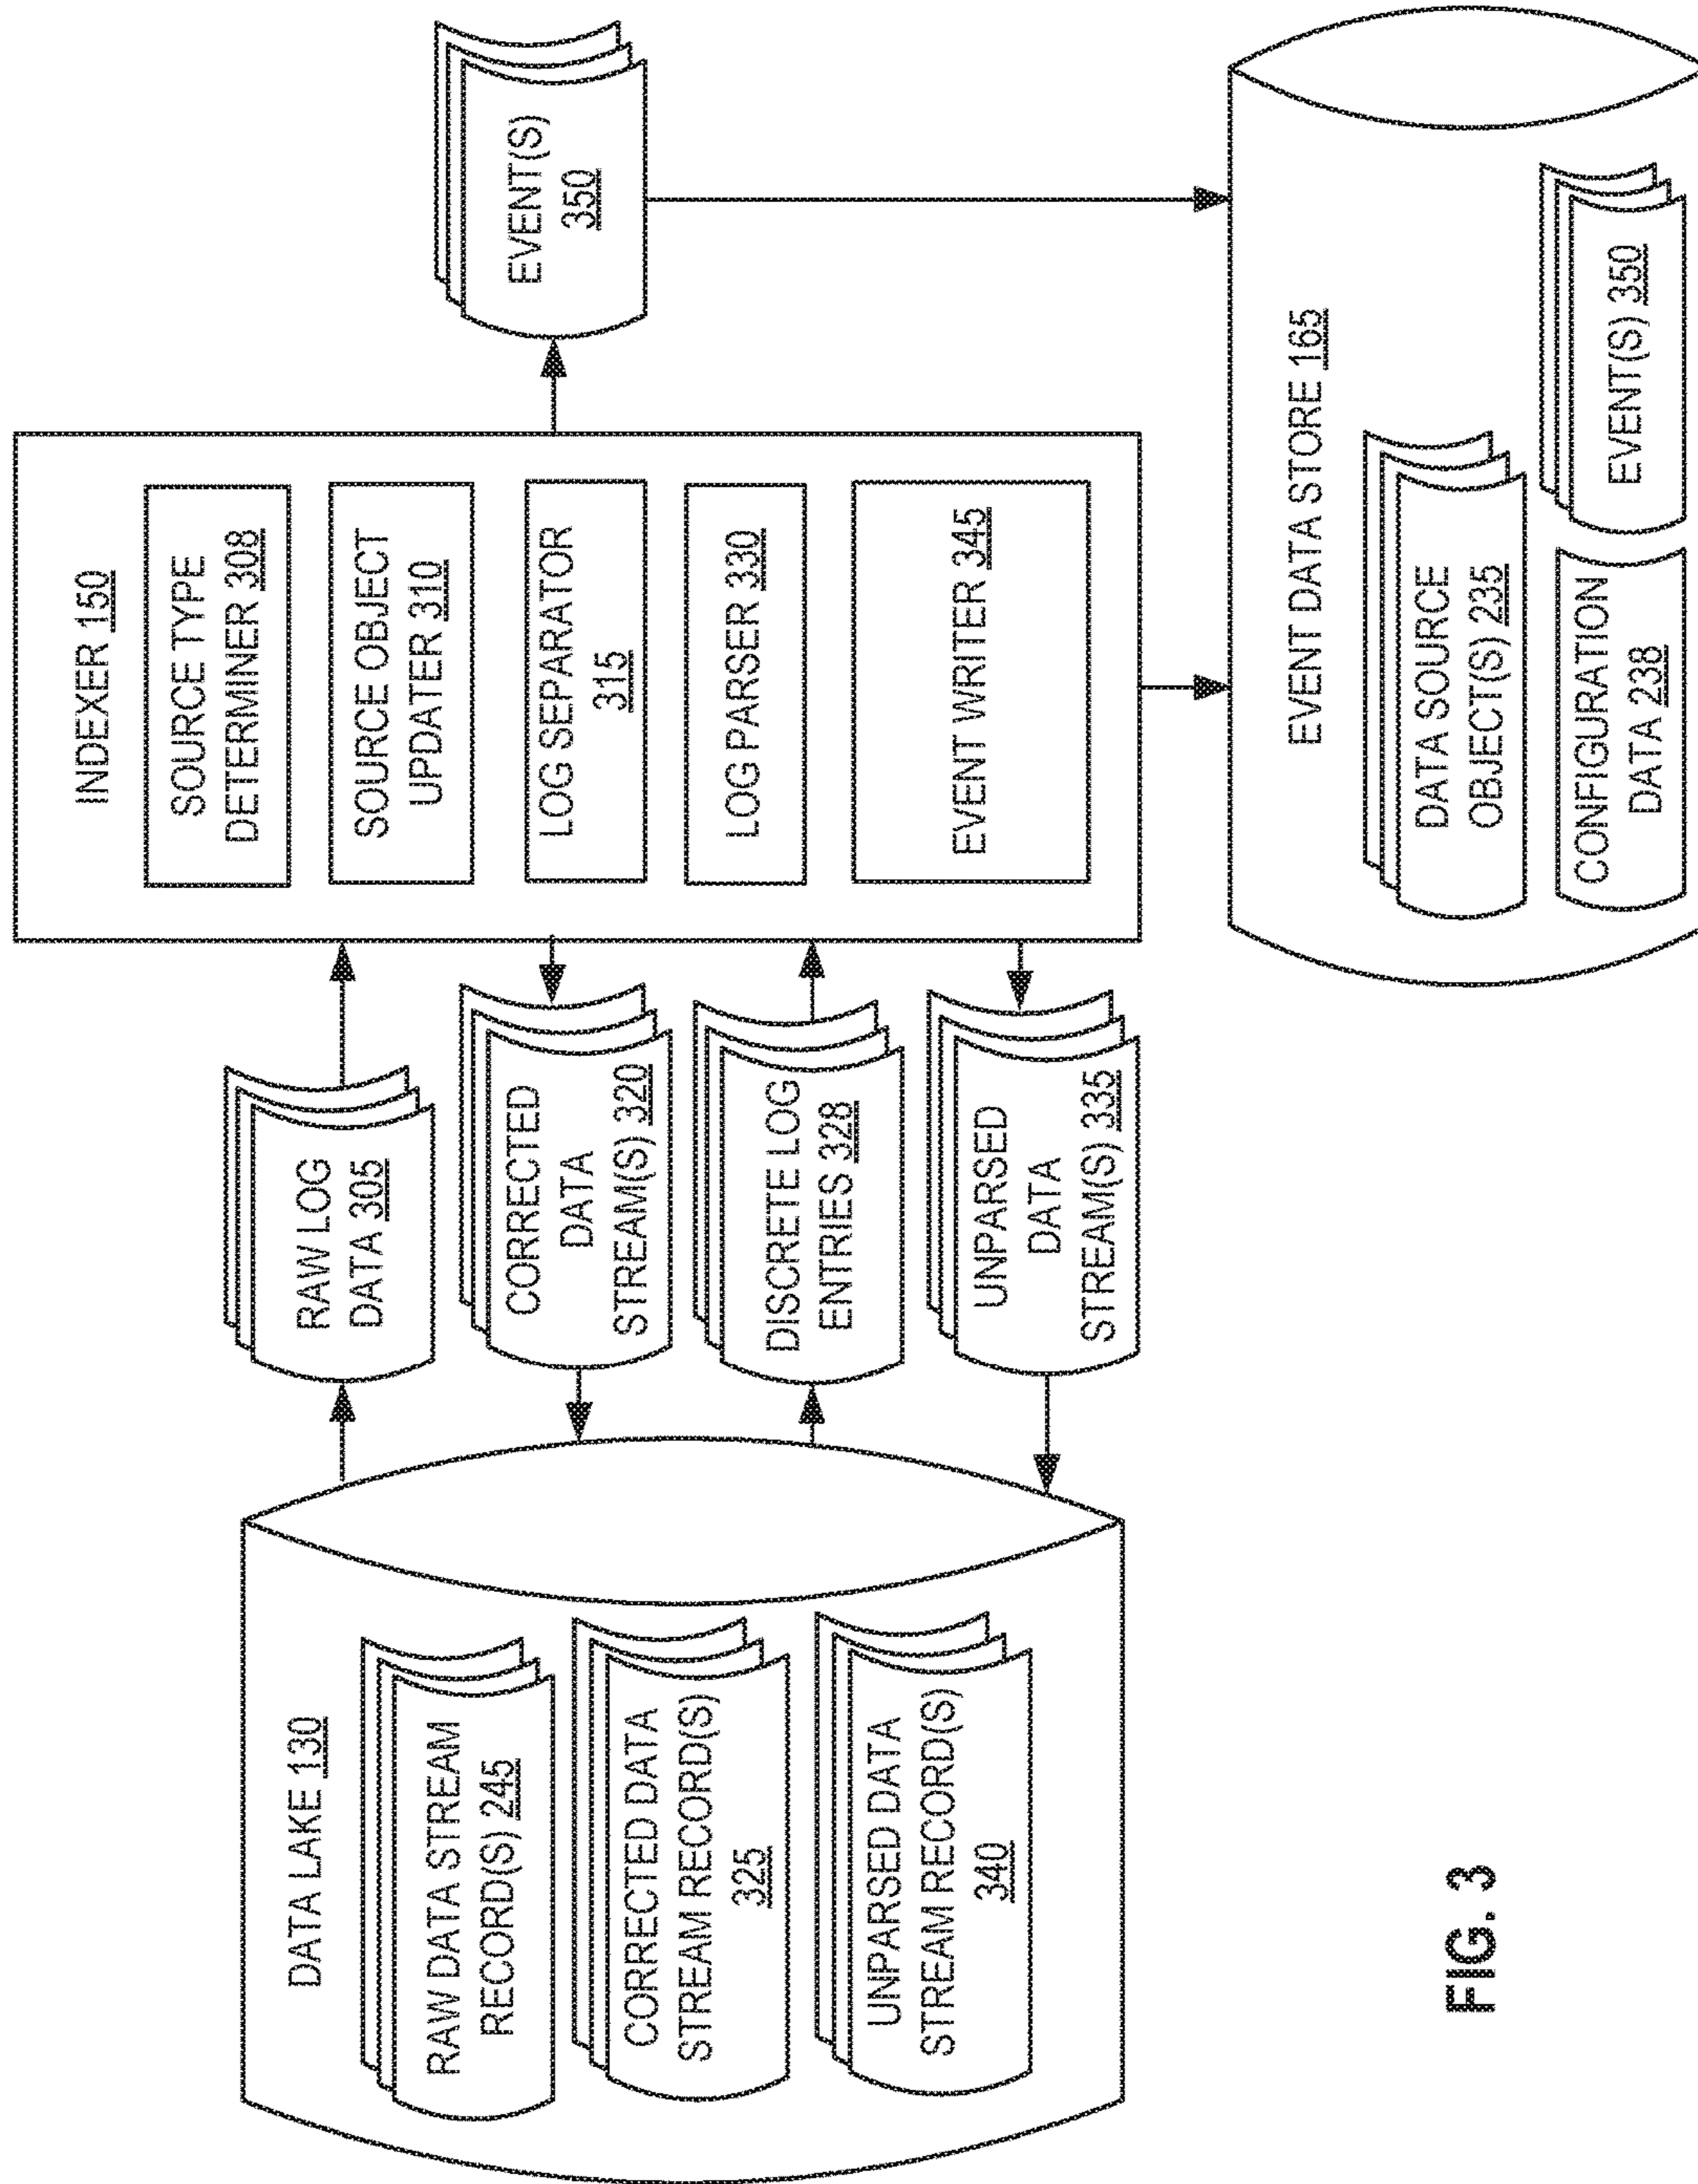 DATA LAKE 130
RAW DATA STREAM
RECORD(S) 245
CORRECTED DATA
STREAM RECORD(S)
325
UNPARSED DATA
STREAM RECORD(S)
340
RAW LOG
DATA 305
CORRECTED
DATA
STREAM(S) 320
DISCRETE LOG
ENTRIES 328
UNPARSED
DATA
STREAM(S) 335
INDEXER 150
SOURCE TYPE
DETERMINER 308
SOURCE OBJECT
UPDATER 310
LOG SEPARATOR
315
LOG PARSER 330
EVENT WRITER 345
EVENT(S)
350
EVENT DATA STORE 165
DATA SOURCE
OBJECT(S) 235
CONFIGURATION
DATA 238
EVENT(S) 350
FIG. 3